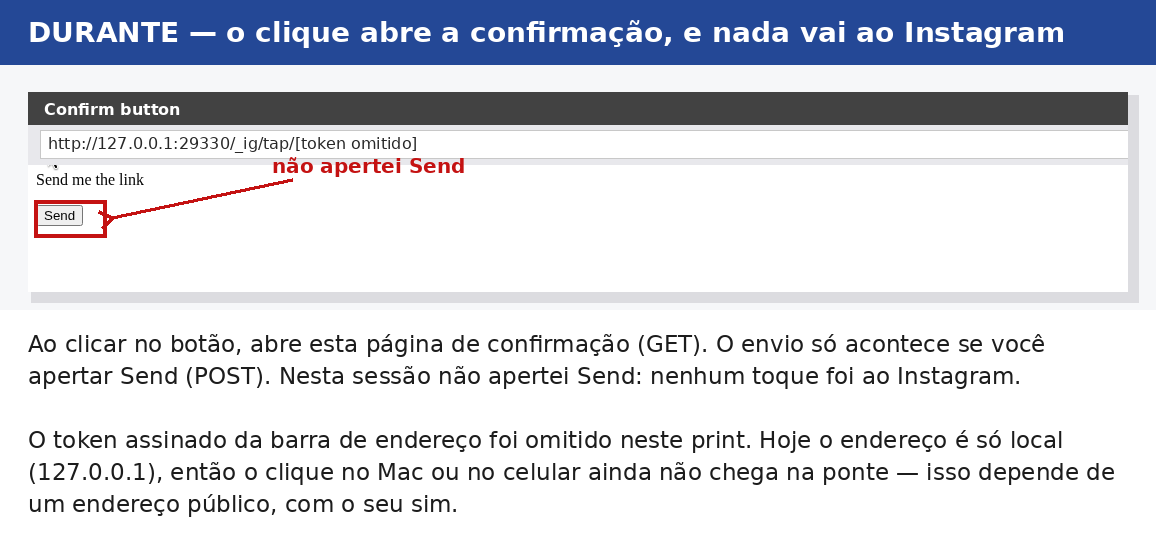 DURANTE — o clique abre a confirmação, e nada vai ao Instagram
Confirm button
http://127.0.0.1:29330/_ig/tap/[token omitido]
não apertei Send
Send me the link
Send
Ao clicar no botão, abre esta página de confirmação (GET). O envio só acontece se você
apertar Send (POST). Nesta sessão não apertei Send: nenhum toque foi ao Instagram.
O token assinado da barra de endereço foi omitido neste print. Hoje o endereço é só local
(127.0.0.1), então o clique no Mac ou no celular ainda não chega na ponte — isso depende de
um endereço público, com o seu sim.